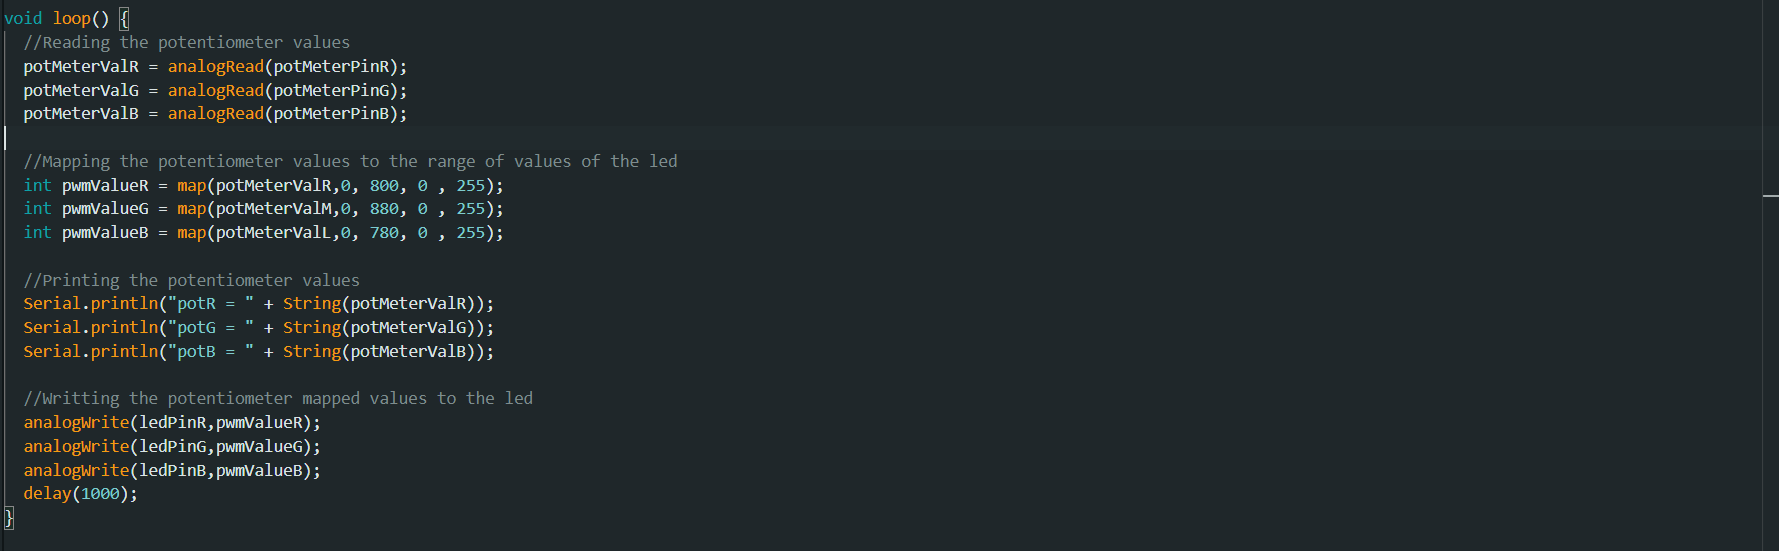 void loop() {
  //Reading the potentiometer values
  potMeterValR = analogRead(potMeterPinR);
  potMeterValG = analogRead(potMeterPinG);
  potMeterValB = analogRead(potMeterPinB);

  //Mapping the potentiometer values to the range of values of the led
  int pwmValueR = map(potMeterValR,0, 800, 0 , 255);
  int pwmValueG = map(potMeterValM,0, 880, 0 , 255);
  int pwmValueB = map(potMeterValL,0, 780, 0 , 255);

  //Printing the potentiometer values
  Serial.println("potR = " + String(potMeterValR));
  Serial.println("potG = " + String(potMeterValG));
  Serial.println("potB = " + String(potMeterValB));

  //Writting the potentiometer mapped values to the led
  analogWrite(ledPinR,pwmValueR);
  analogWrite(ledPinG,pwmValueG);
  analogWrite(ledPinB,pwmValueB);
  delay(1000);
}